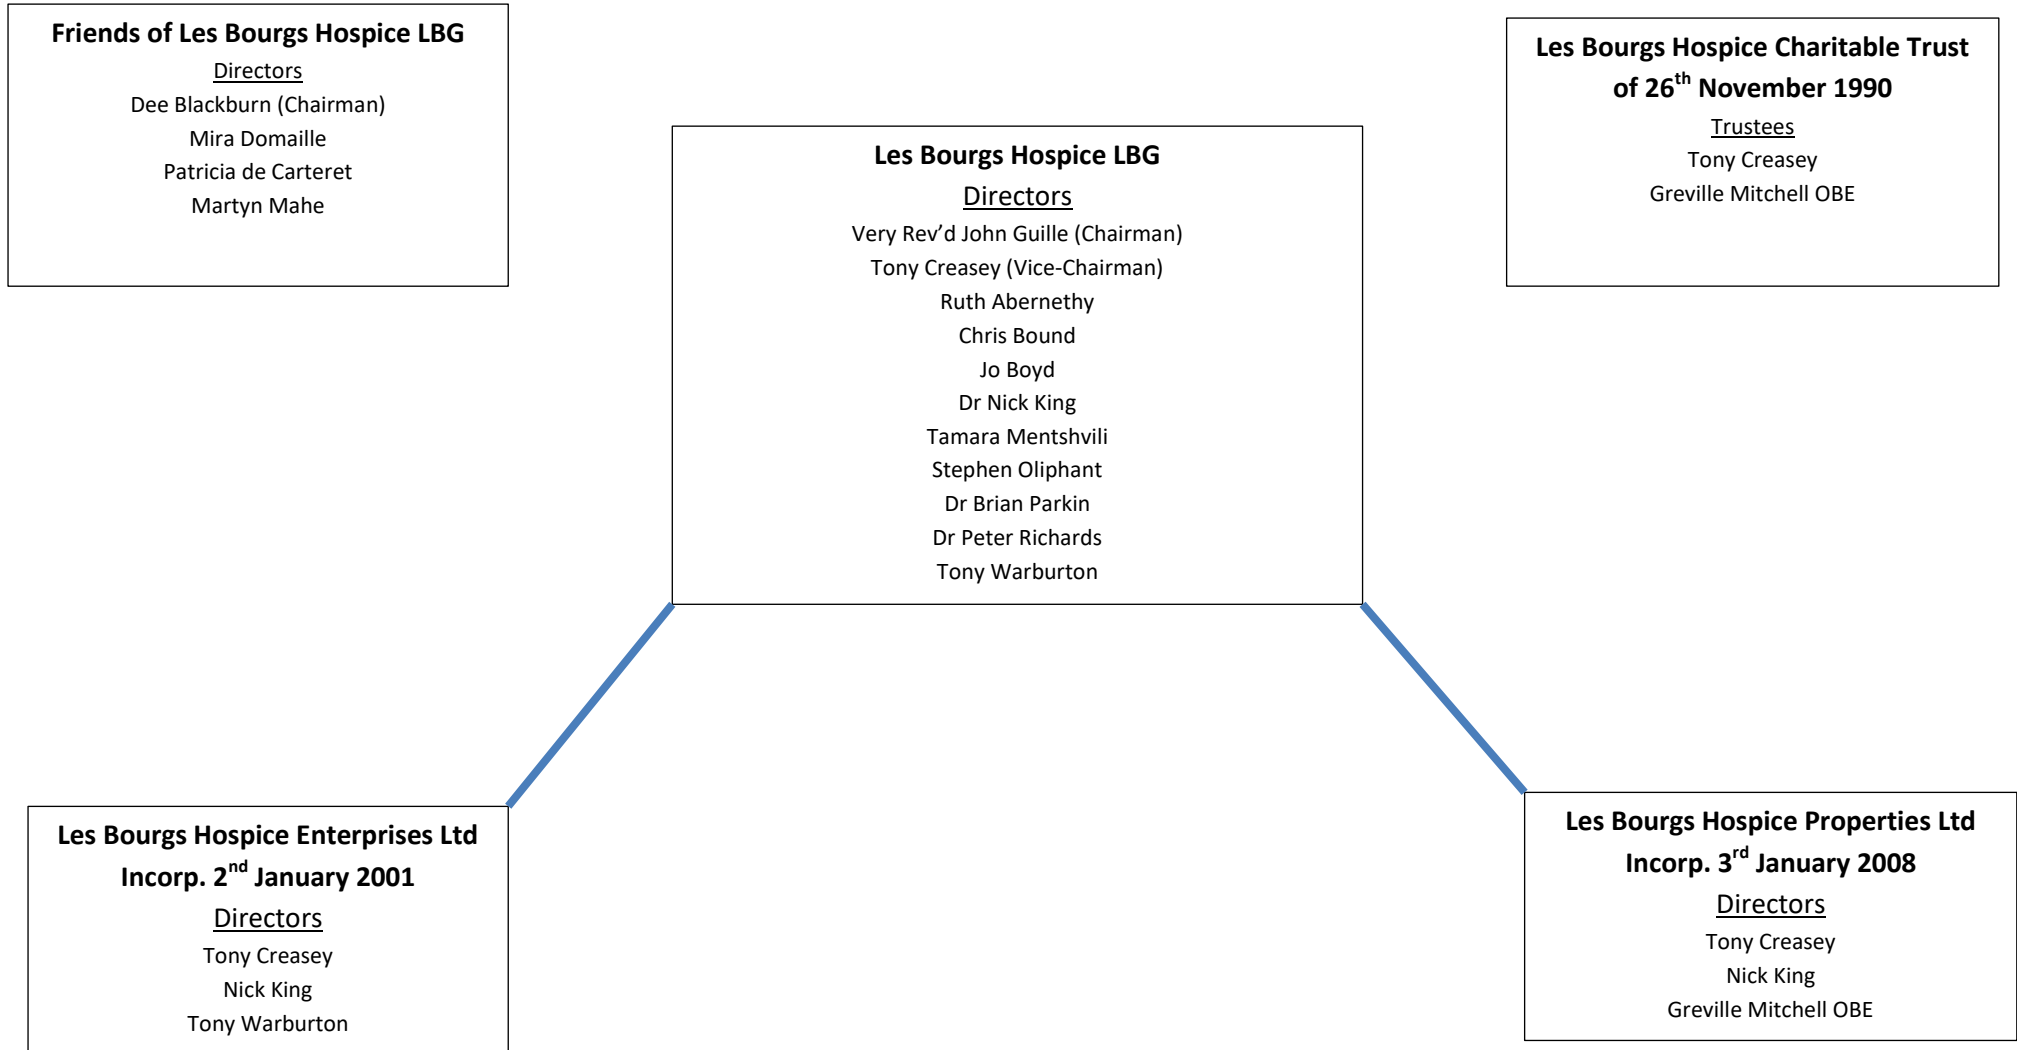 Friends of Les Bourgs Hospice LBG
Directors
Dee Blackburn (Chairman)
Mira Domaille
Patricia de Carteret
Martyn Mahe
Les Bourgs Hospice LBG
Directors
Very Rev’d John Guille (Chairman)
Tony Creasey (Vice-Chairman)
Ruth Abernethy
Chris Bound
Jo Boyd
Dr Nick King
Tamara Mentshvili
Stephen Oliphant
Dr Brian Parkin
Dr Peter Richards
Tony Warburton
Les Bourgs Hospice Charitable Trust
of 26th November 1990
Trustees
Tony Creasey
Greville Mitchell OBE
Les Bourgs Hospice Enterprises Ltd
Incorp. 2nd January 2001
Directors
Tony Creasey
Nick King
Tony Warburton
Les Bourgs Hospice Properties Ltd
Incorp. 3rd January 2008
Directors
Tony Creasey
Nick King
Greville Mitchell OBE